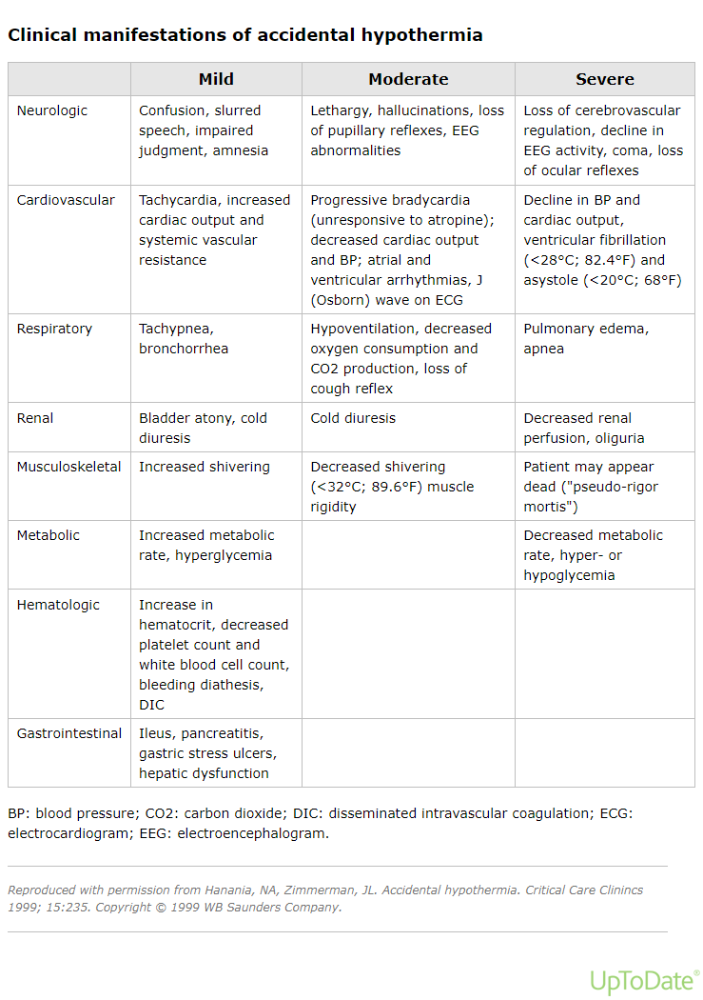 Clinical manifestations of accidental hypothermia
Mild
Moderate
Severe
Neurologic
Confusion, slurred
speech, impaired
judgment, amnesia
Lethargy, hallucinations, loss
of pupillary reflexes, EEG
abnormalities
Loss of cerebrovascular
regulation, decline in
EEG activity, coma, loss
of ocular reflexes
Cardiovascular
Tachycardia, increased
cardiac output and
systemic vascular
resistance
Progressive bradycardia
(unresponsive to atropine);
decreased cardiac output
and BP; atrial and
ventricular arrhythmias, J
(Osborn) wave on ECG
Decline in BP and
cardiac output,
ventricular fibrillation
(<28°C; 82.4°F) and
asystole (<20°C; 68°F)
Respiratory
Tachypnea,
bronchorrhea
Hypoventilation, decreased
oxygen consumption and
CO2 production, loss of
cough reflex
Pulmonary edema,
apnea
Renal
Bladder atony, cold
diuresis
Cold diuresis
Decreased renal
perfusion, oliguria
Musculoskeletal
Increased shivering
Decreased shivering
(<32°C; 89.6°F) muscle
rigidity
Patient may appear
dead ("pseudo-rigor
mortis")
Metabolic
Increased metabolic
rate, hyperglycemia
Decreased metabolic
rate, hyper- or
hypoglycemia
Hematologic
Increase in
hematocrit, decreased
platelet count and
white blood cell count,
bleeding diathesis,
DIC
Gastrointestinal
Ileus, pancreatitis,
gastric stress ulcers,
hepatic dysfunction
BP: blood pressure; CO2: carbon dioxide; DIC: disseminated intravascular coagulation; ECG:
electrocardiogram; EEG: electroencephalogram.
Reproduced with permission from Hanania, NA, Zimmerman, JL. Accidental hypothermia. Critical Care Clinincs
1999; 15:235. Copyright © 1999 WB Saunders Company.
UpToDate®